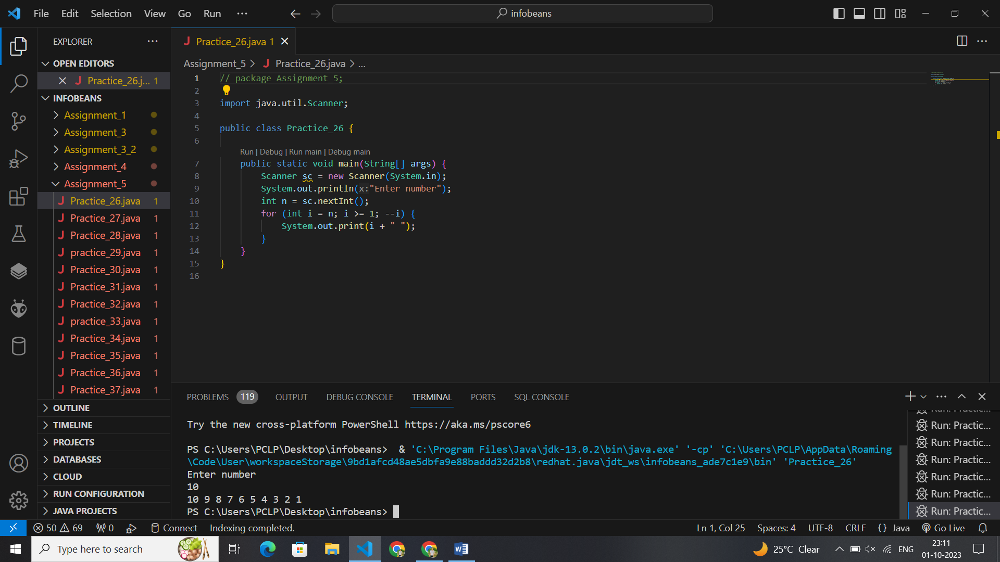 File Edit Selection View Go Run ···
infobeans
EXPLORER ···
OPEN EDITORS
Practice_26.j... 1
INFOBEANS
Assignment_1
Assignment_3
Assignment_3_2
Assignment_4
Assignment_5
Practice_26.java 1
Practice_27.java 1
Practice_28.java 1
practice_29.java 1
Practice_30.java 1
Practice_31.java 1
Practice_32.java 1
practice_33.java 1
Practice_34.java 1
Practice_35.java 1
Practice_36.java 1
Practice_37.java 1
OUTLINE
TIMELINE
PROJECTS
DATABASES
CLOUD
RUN CONFIGURATION
JAVA PROJECTS
Practice_26.java 1
Assignment_5 > Practice_26.java > ...
1 // package Assignment_5;
2
3 import java.util.Scanner;
4
5 public class Practice_26 {
6
Run | Debug | Run main | Debug main
7 public static void main(String[] args) {
8 Scanner sc = new Scanner(System.in);
9 System.out.println(x:"Enter number");
10 int n = sc.nextInt();
11 for (int i = n; i >= 1; --i) {
12 System.out.print(i + " ");
13 }
14 }
15 }
16
PROBLEMS 119 OUTPUT DEBUG CONSOLE TERMINAL PORTS SQL CONSOLE
Try the new cross-platform PowerShell https://aka.ms/pscore6
PS C:\Users\PCLP\Desktop\infobeans> & 'C:\Program Files\Java\jdk-13.0.2\bin\java.exe' '-cp' 'C:\Users\PCLP\AppData\Roaming
\Code\User\workspaceStorage\9bd1afcd48ae5dbfa9e88baddd32d2b8\redhat.java\jdt_ws\infobeans_ade7c1e9\bin' 'Practice_26'
Enter number
10
10 9 8 7 6 5 4 3 2 1
PS C:\Users\PCLP\Desktop\infobeans>
Run: Practic...
Run: Practic...
Run: Practic...
Run: Practic...
Run: Practic...
Run: Practic...
50 69 0 Connect Indexing completed.
Ln 1, Col 25 Spaces: 4 UTF-8 CRLF {} Java Go Live
Type here to search
25°C Clear ENG
23:11
01-10-2023